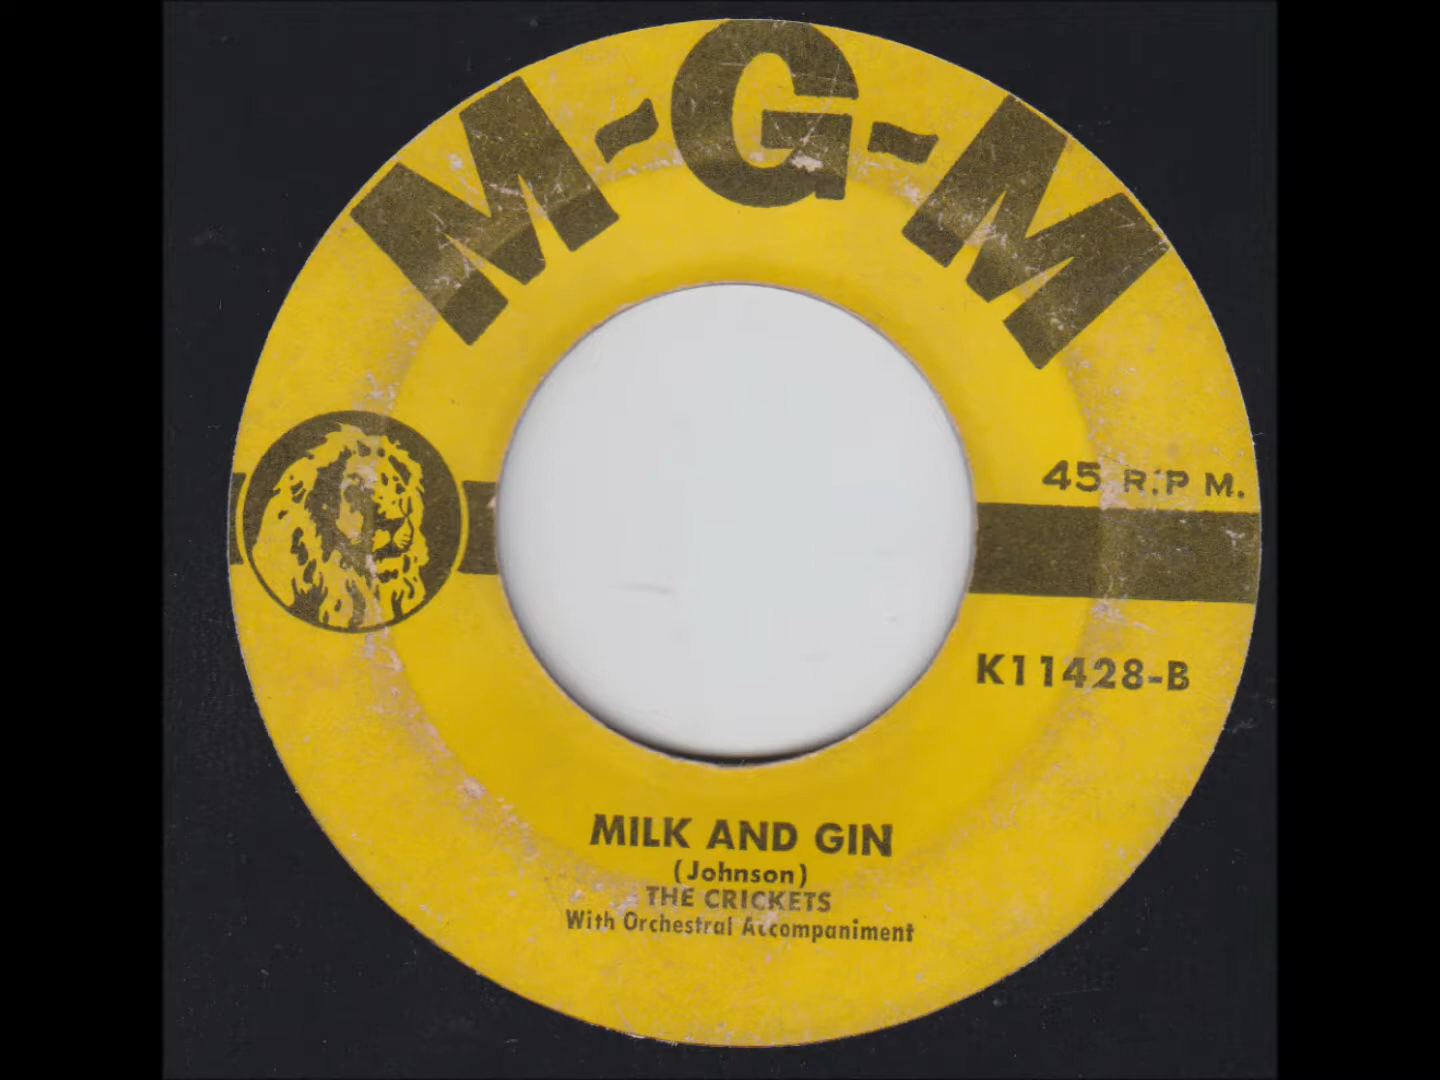 M-G-M
45 R.P M.
K11428-B
MILK AND GIN
(Johnson)
THE CRICKETS
With Orchestral Accompaniment